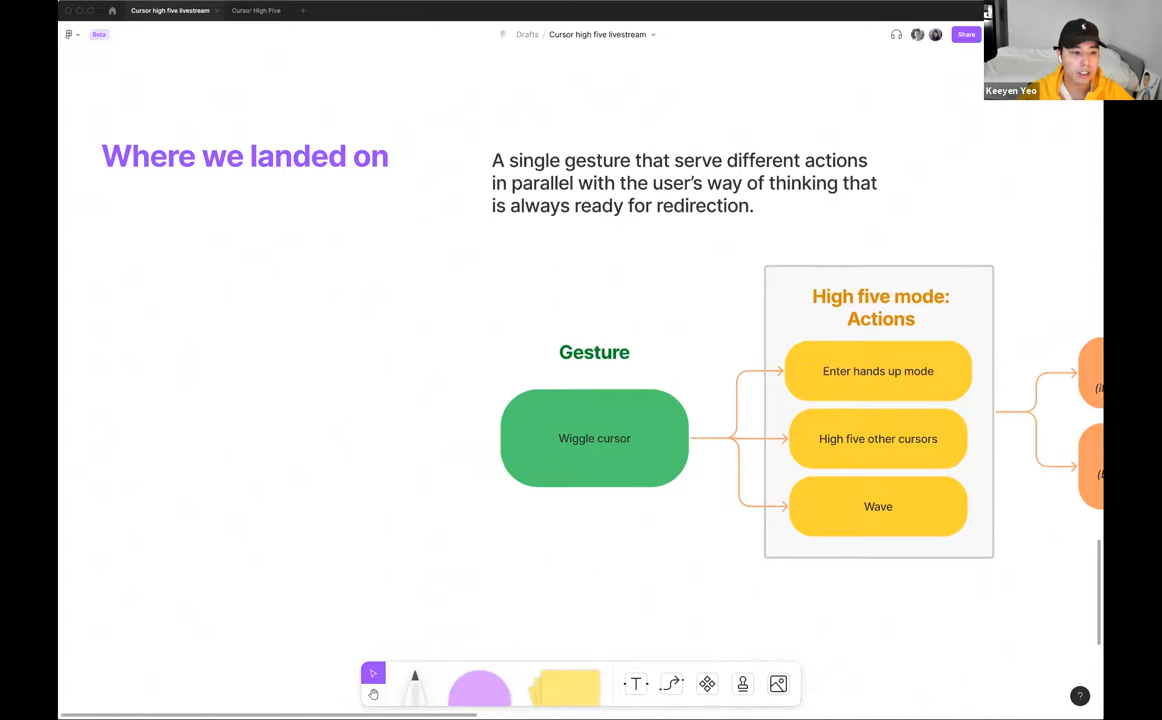 Cursor high five livestream
Cursor High Five
Beta
Drafts / Cursor high five livestream
Share
Keeyen Yeo
Where we landed on
A single gesture that serve different actions
in parallel with the user's way of thinking that
is always ready for redirection.
High five mode:
Actions
Gesture
Enter hands up mode
Wiggle cursor
High five other cursors
Wave
T
?